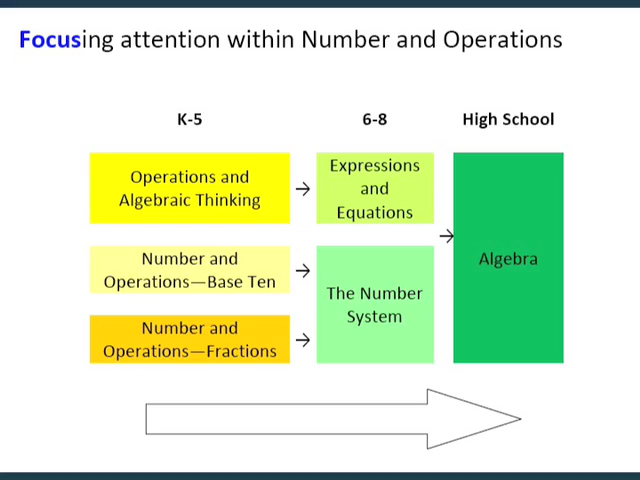 Focusing attention within Number and Operations
K-5
6-8
High School
Operations and
Algebraic Thinking
→
Expressions
and
Equations
→
Algebra
Number and
Operations—Base Ten
→
The Number
System
Number and
Operations—Fractions
→